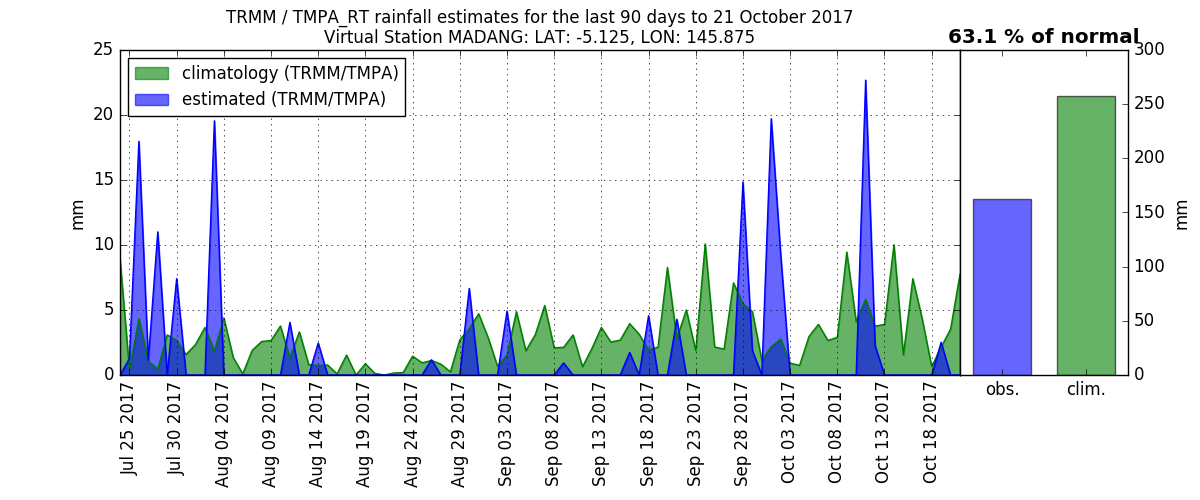 TRMM / TMPA_RT rainfall estimates for the last 90 days to 21 October 2017
Virtual Station MADANG: LAT: -5.125, LON: 145.875
63.1 % of normal
climatology (TRMM/TMPA)
estimated (TRMM/TMPA)
25
20
15
10
5
0
mm
Jul 25 2017
Jul 30 2017
Aug 04 2017
Aug 09 2017
Aug 14 2017
Aug 19 2017
Aug 24 2017
Aug 29 2017
Sep 03 2017
Sep 08 2017
Sep 13 2017
Sep 18 2017
Sep 23 2017
Sep 28 2017
Oct 03 2017
Oct 08 2017
Oct 13 2017
Oct 18 2017
obs.
clim.
300
250
200
150
100
50
0
mm